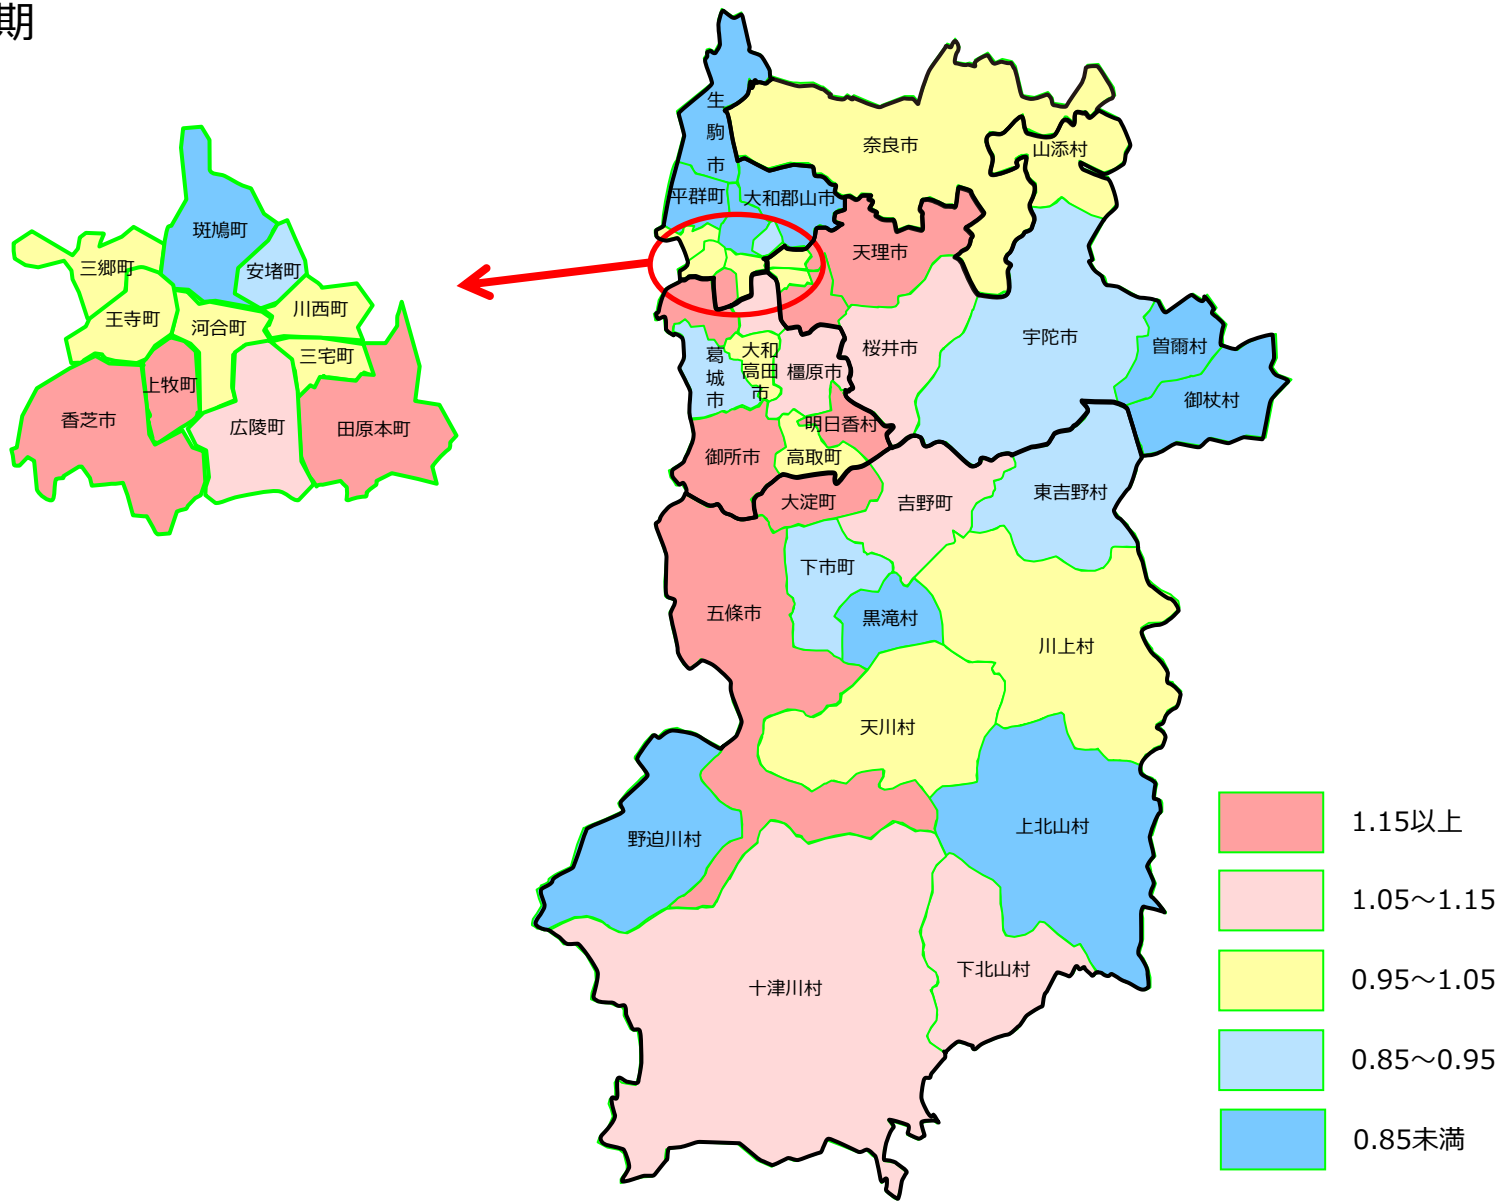 期
生駒市
奈良市
山添村
平群町
大和郡山市
天理市
斑鳩町
安堵町
三郷町
王寺町
河合町
川西町
三宅町
上牧町
香芝市
広陵町
田原本町
葛城市
大和高田市
橿原市
桜井市
宇陀市
曽爾村
御杖村
明日香村
御所市
高取町
大淀町
吉野町
東吉野村
下市町
五條市
黒滝村
川上村
天川村
野迫川村
上北山村
十津川村
下北山村
1.15以上
1.05～1.15
0.95～1.05
0.85～0.95
0.85未満